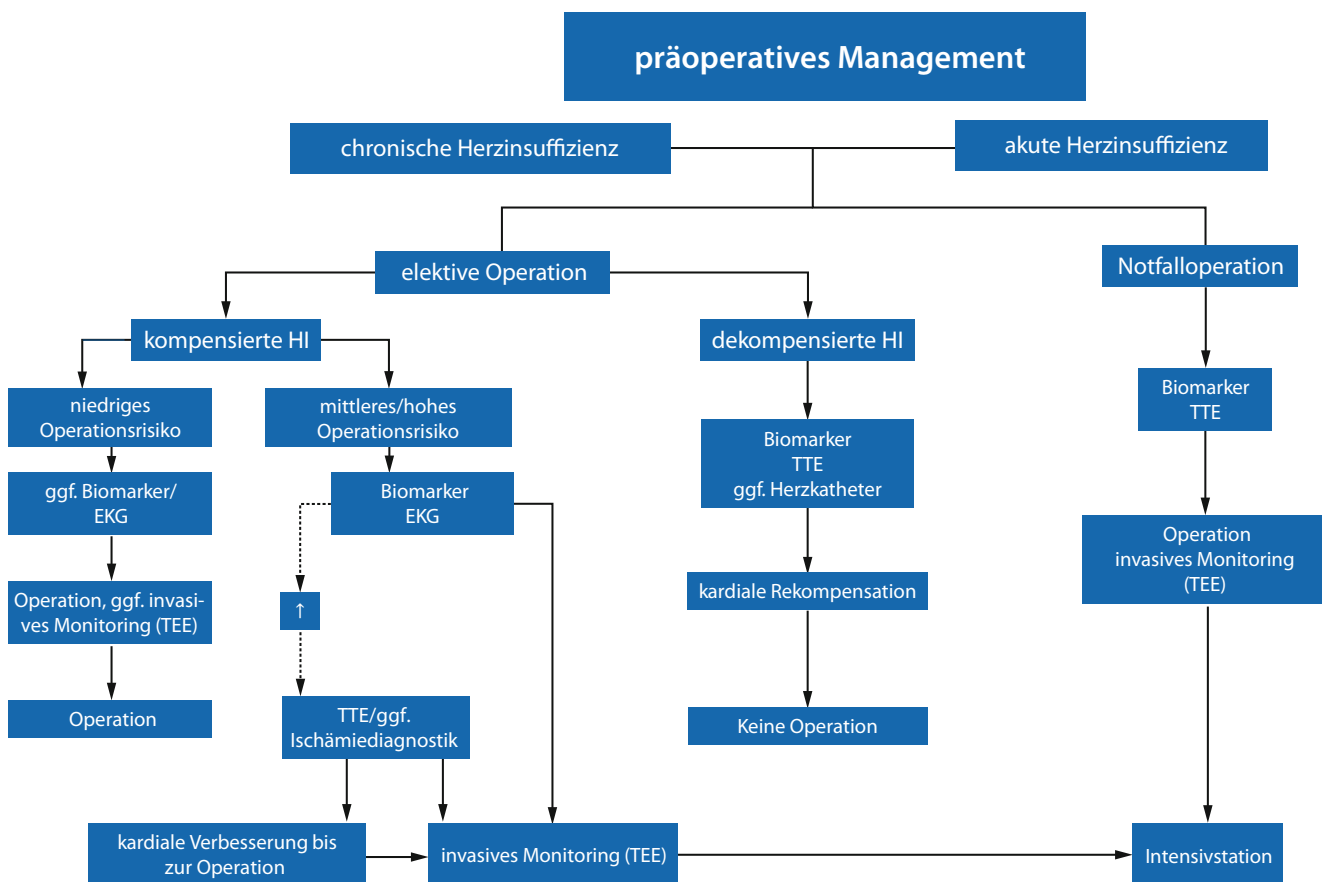 präoperatives Management
chronische Herzinsuffizienz
akute Herzinsuffizienz
elektive Operation
Notfalloperation
kompensierte HI
dekompensierte HI
niedriges
Operationsrisiko
mittleres/hohes
Operationsrisiko
Biomarker
TTE
ggf. Biomarker/
EKG
Biomarker
EKG
Biomarker
TTE
ggf. Herzkatheter
Operation
invasives Monitoring
(TEE)
Operation, ggf. invasi-
ves Monitoring (TEE)
↑
kardiale Rekompensation
Operation
TTE/ggf.
Ischämiediagnostik
Keine Operation
kardiale Verbesserung bis
zur Operation
invasives Monitoring (TEE)
Intensivstation